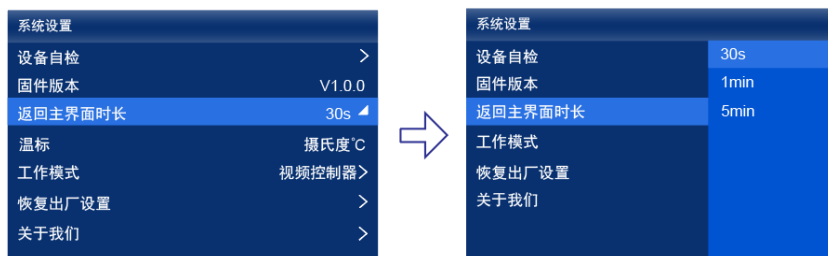 系统设置
设备自检 >
固件版本 V1.0.0
返回主界面时长 30s
温标 摄氏度℃
工作模式 视频控制器>
恢复出厂设置 >
关于我们 >
系统设置
设备自检 30s
固件版本 1min
返回主界面时长 5min
工作模式
恢复出厂设置
关于我们